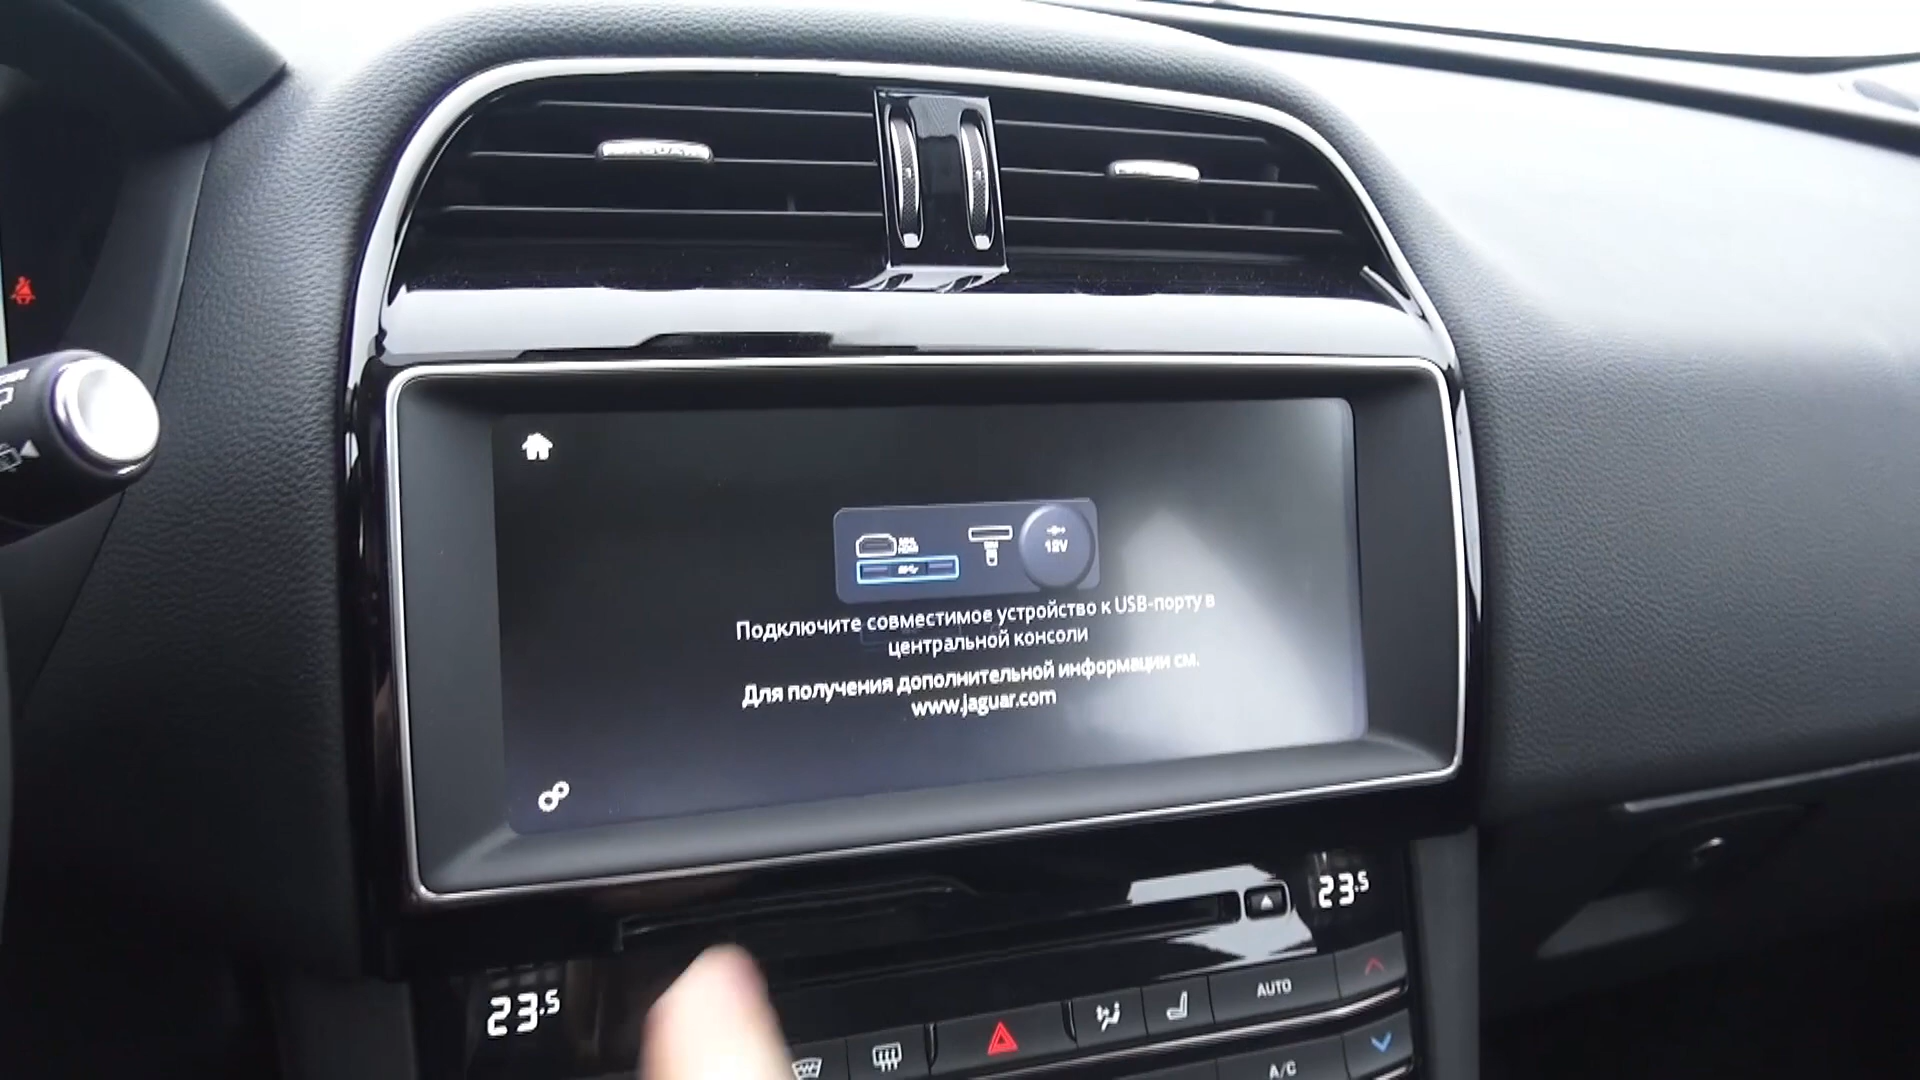 JAGUAR
12V
Подключите совместимое устройство к USB-порту в
центральной консоли
Для получения дополнительной информации см.
www.jaguar.com
23.5
23.5
AUTO
A/C